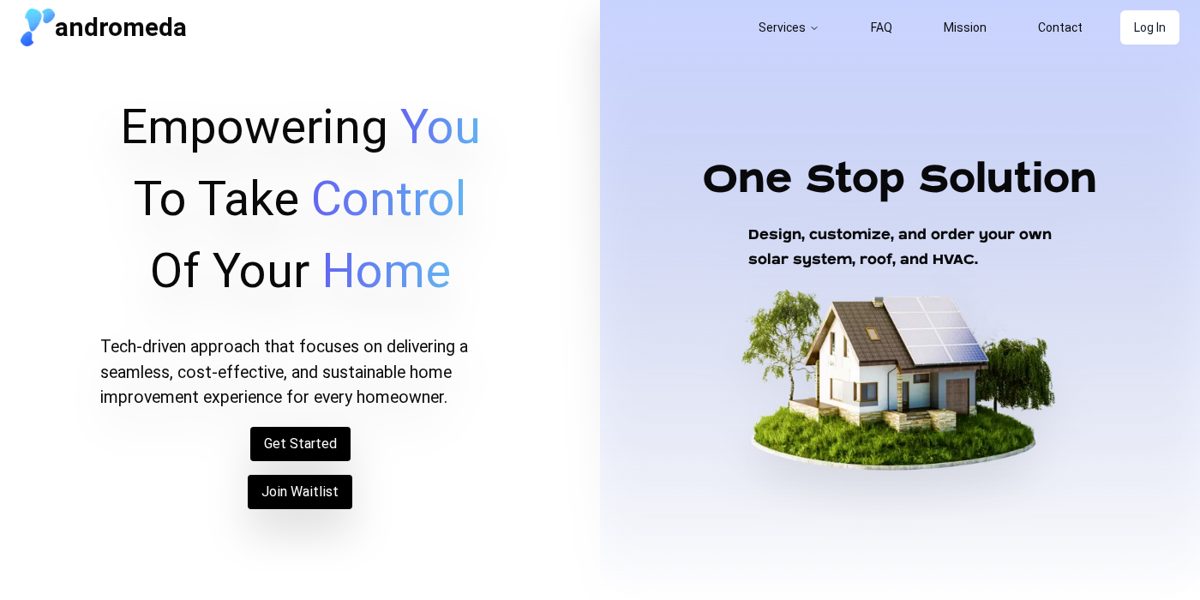 andromeda
Services
FAQ
Mission
Contact
Log In
Empowering You
To Take Control
Of Your Home
Tech-driven approach that focuses on delivering a
seamless, cost-effective, and sustainable home
improvement experience for every homeowner.
Get Started
Join Waitlist
One Stop Solution
Design, customize, and order your own
solar system, roof, and HVAC.